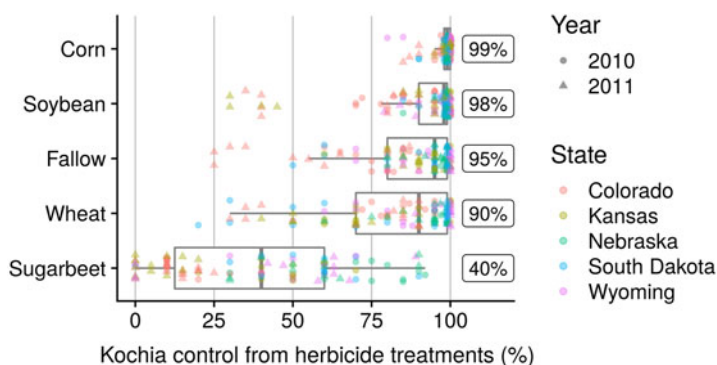 Corn
99%
Soybean
98%
Fallow
95%
Wheat
90%
Sugarbeet
40%
0 25 50 75 100
Kochia control from herbicide treatments (%)
Year
2010
2011
State
Colorado
Kansas
Nebraska
South Dakota
Wyoming